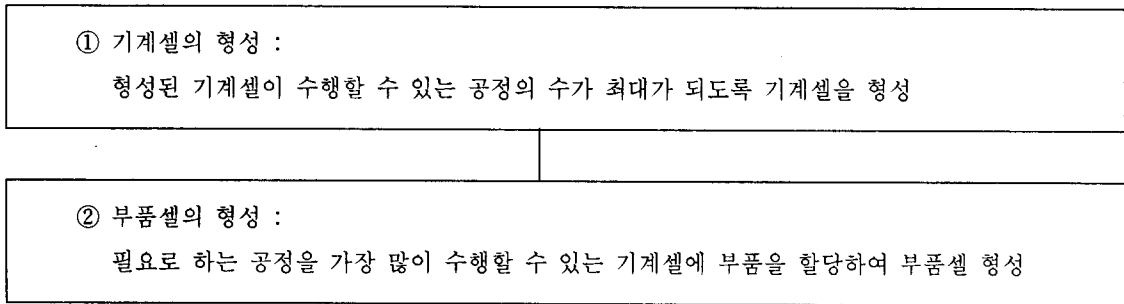 ① 기계셀의 형성 :
형성된 기계셀이 수행할 수 있는 공정의 수가 최대가 되도록 기계셀을 형성
② 부품셀의 형성 :
필요로 하는 공정을 가장 많이 수행할 수 있는 기계셀에 부품을 할당하여 부품셀 형성